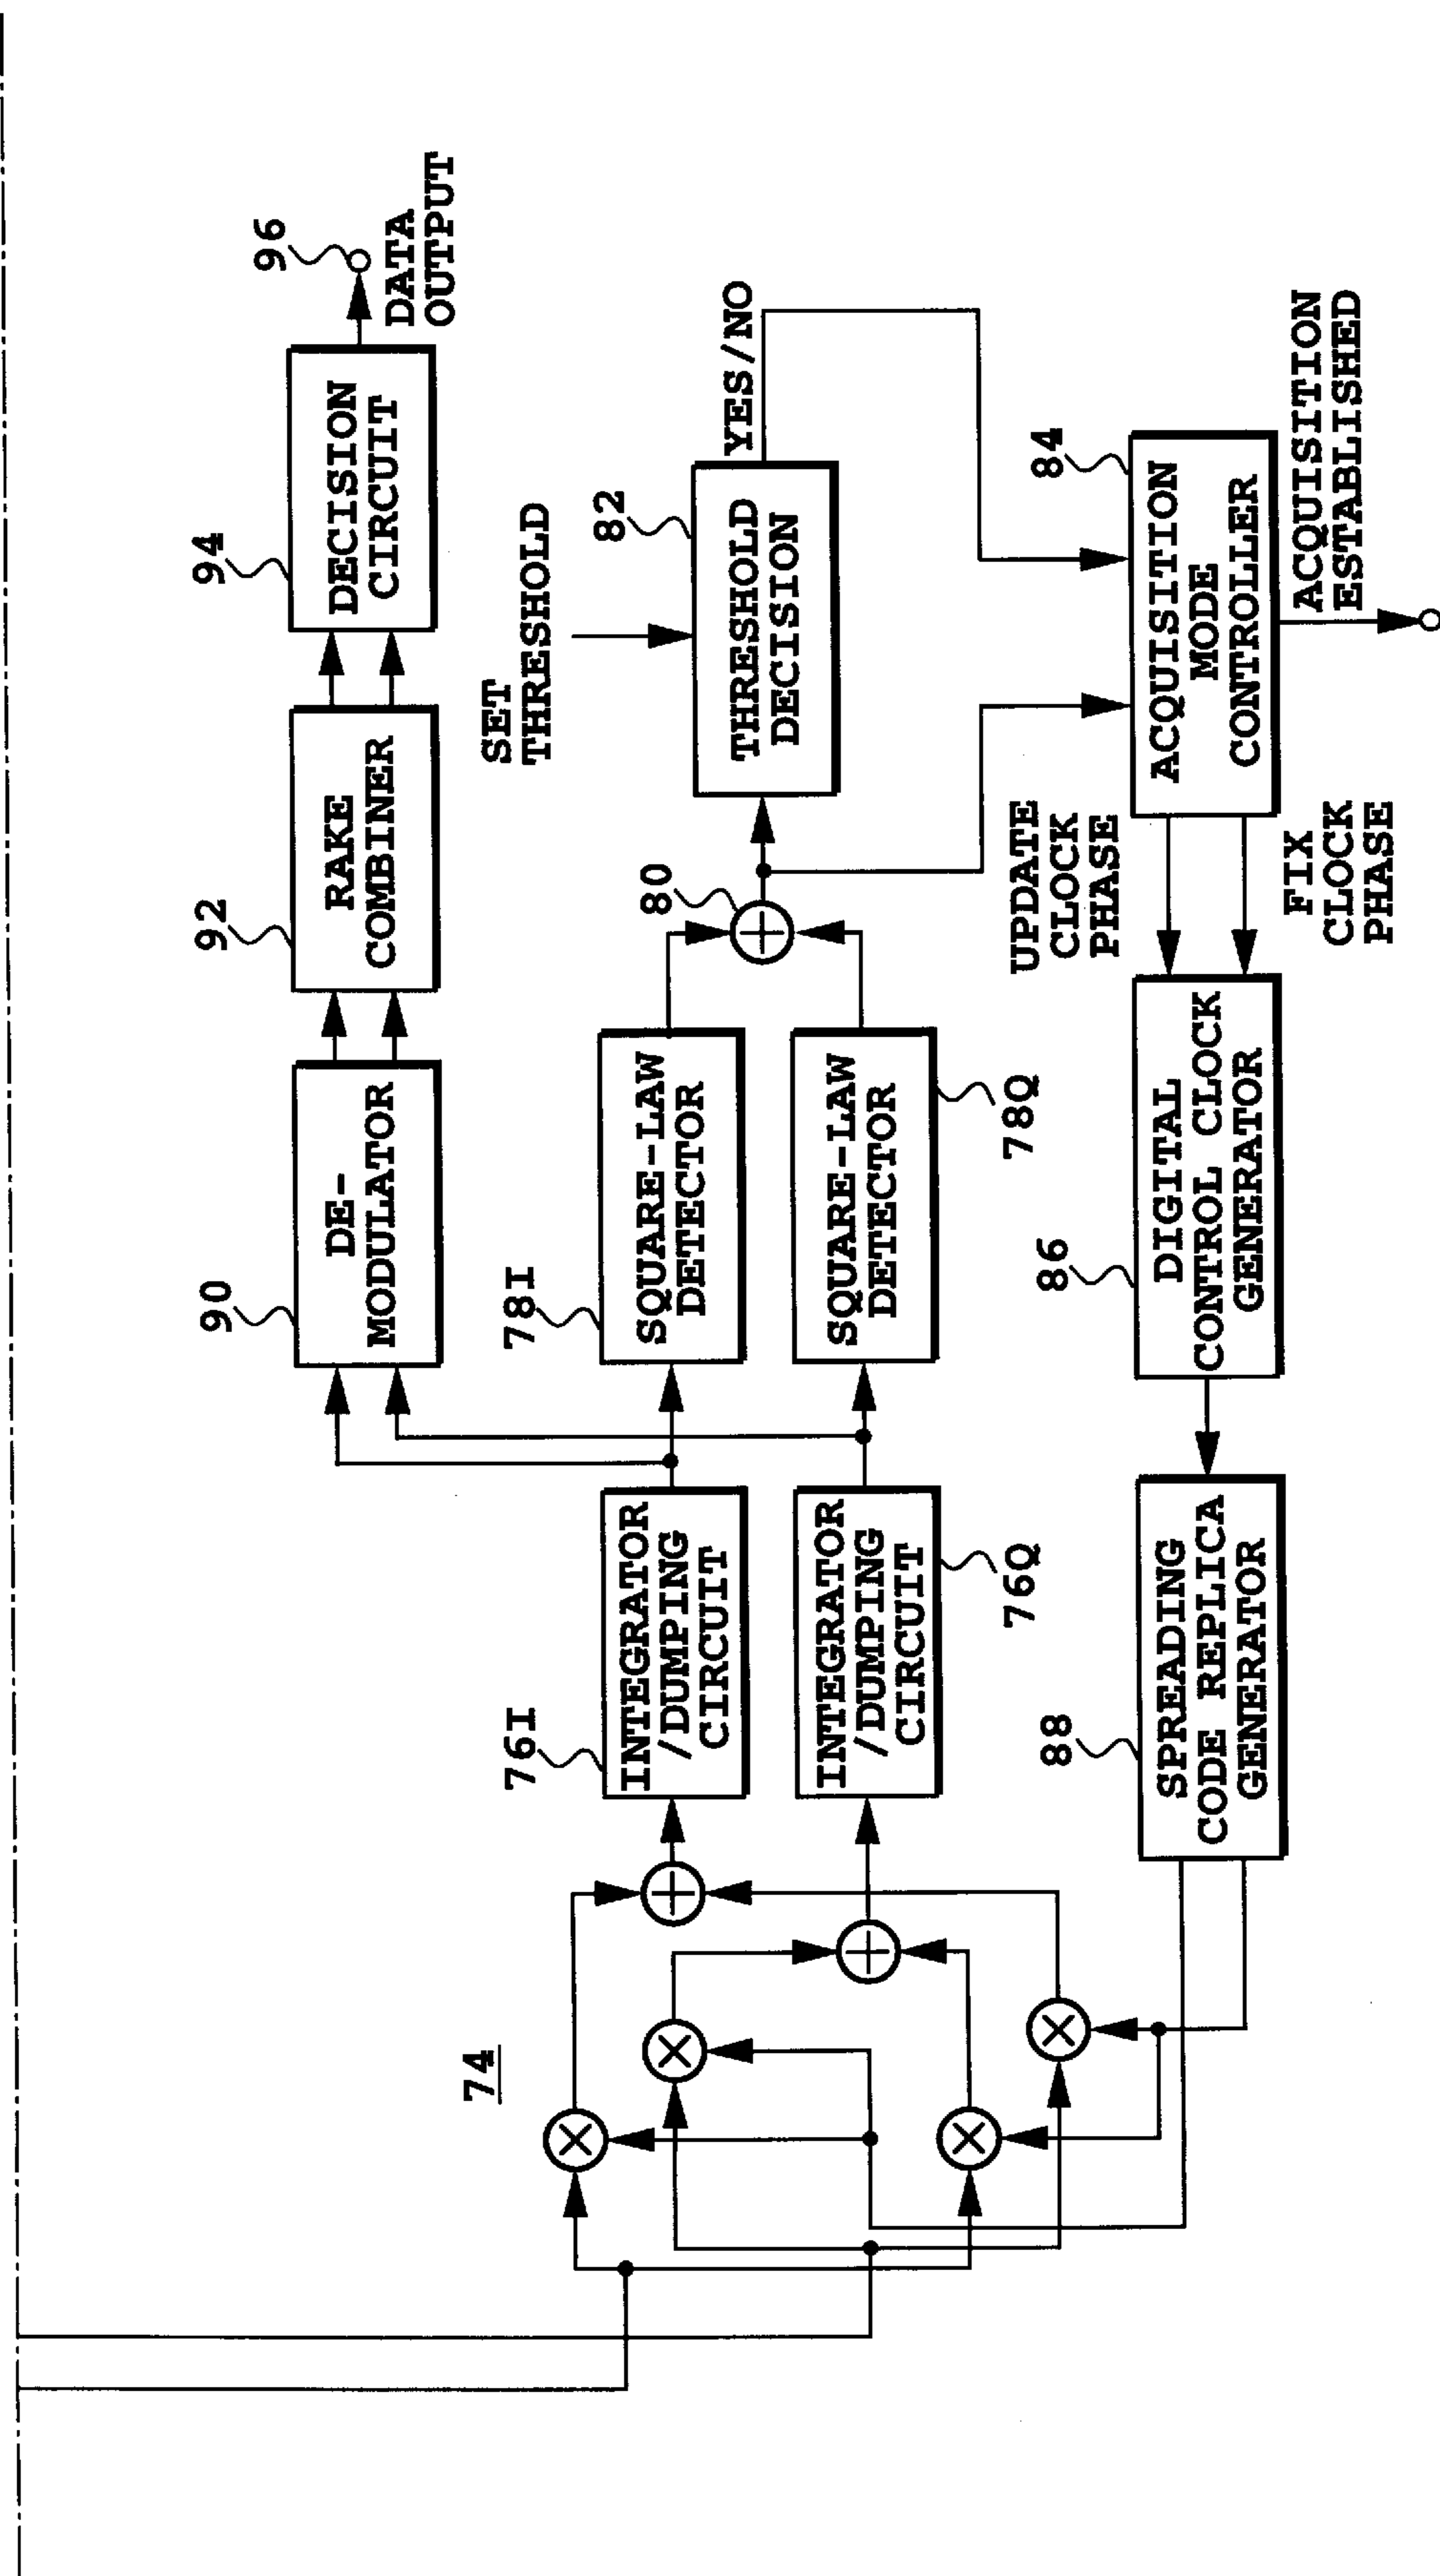 90
DE-
MODULATOR
92
RAKE
COMBINER
94
DECISION
CIRCUIT
96
DATA
OUTPUT
74
76I
INTEGRATOR
/DUMPING
CIRCUIT
78I
SQUARE-LAW
DETECTOR
80
SET
THRESHOLD
82
THRESHOLD
DECISION
YES/NO
INTEGRATOR
/DUMPING
CIRCUIT
76Q
SQUARE-LAW
DETECTOR
78Q
88
SPREADING
CODE REPLICA
GENERATOR
86
DIGITAL
CONTROL CLOCK
GENERATOR
UPDATE
CLOCK
PHASE
FIX
CLOCK
PHASE
84
ACQUISITION
MODE
CONTROLLER
ACQUISITION
ESTABLISHED